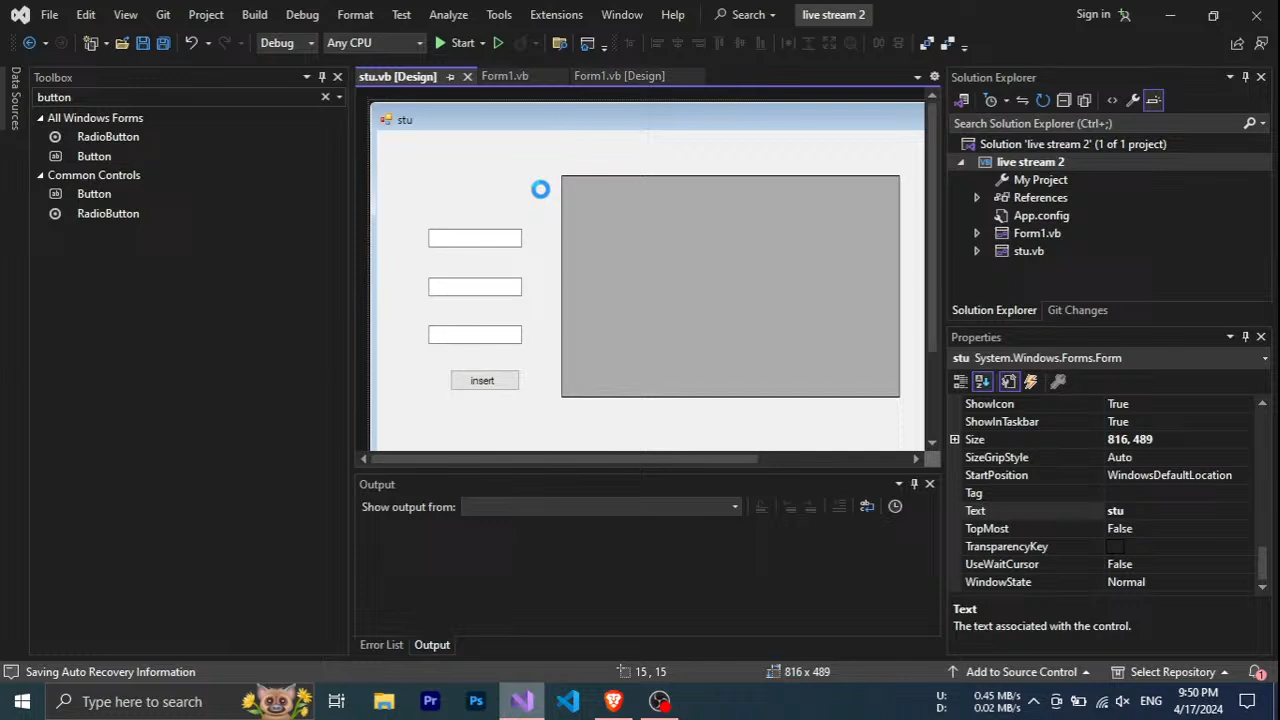 File Edit View Git Project Build Debug Format Test Analyze Tools Extensions Window Help Search live stream 2 Sign in
Debug Any CPU Start
Data Sources
Toolbox
button
All Windows Forms
RadioButton
Button
Common Controls
Button
RadioButton
stu.vb [Design] Form1.vb Form1.vb [Design]
stu
insert
Output
Show output from:
Error List Output
Solution Explorer
Search Solution Explorer (Ctrl+;)
Solution 'live stream 2' (1 of 1 project)
VB live stream 2
My Project
References
App.config
Form1.vb
stu.vb
Solution Explorer Git Changes
Properties
stu System.Windows.Forms.Form
ShowIcon True
ShowInTaskbar True
Size 816, 489
SizeGripStyle Auto
StartPosition WindowsDefaultLocation
Tag
Text stu
TopMost False
TransparencyKey
UseWaitCursor False
WindowState Normal
Text
The text associated with the control.
Saving Auto Recovery Information 15 , 15 816 x 489 Add to Source Control Select Repository 1
Type here to search Pr Ps U: 0.45 MB/s D: 0.02 MB/s ENG 9:50 PM 4/17/2024